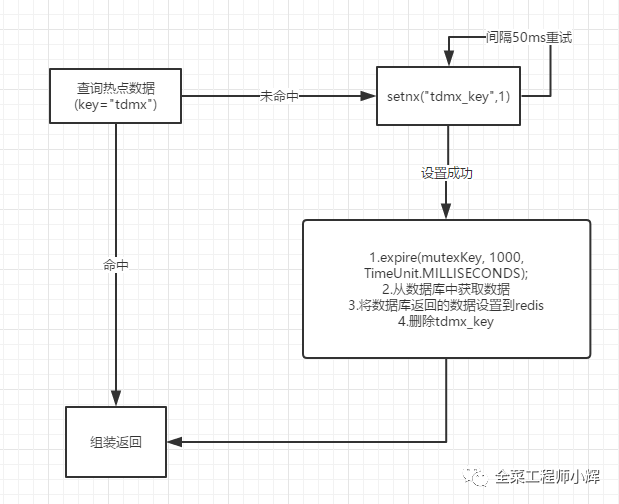 间隔50ms重试
查询热点数据
(key="tdmx")
未命中
setnx("tdmx_key",1)
设置成功
命中
1.expire(mutexKey, 1000,
TimeUnit.MILLISECONDS);
2.从数据库中获取数据
3.将数据库返回的数据设置到redis
4.删除tdmx_key
组装返回
全菜工程师小辉